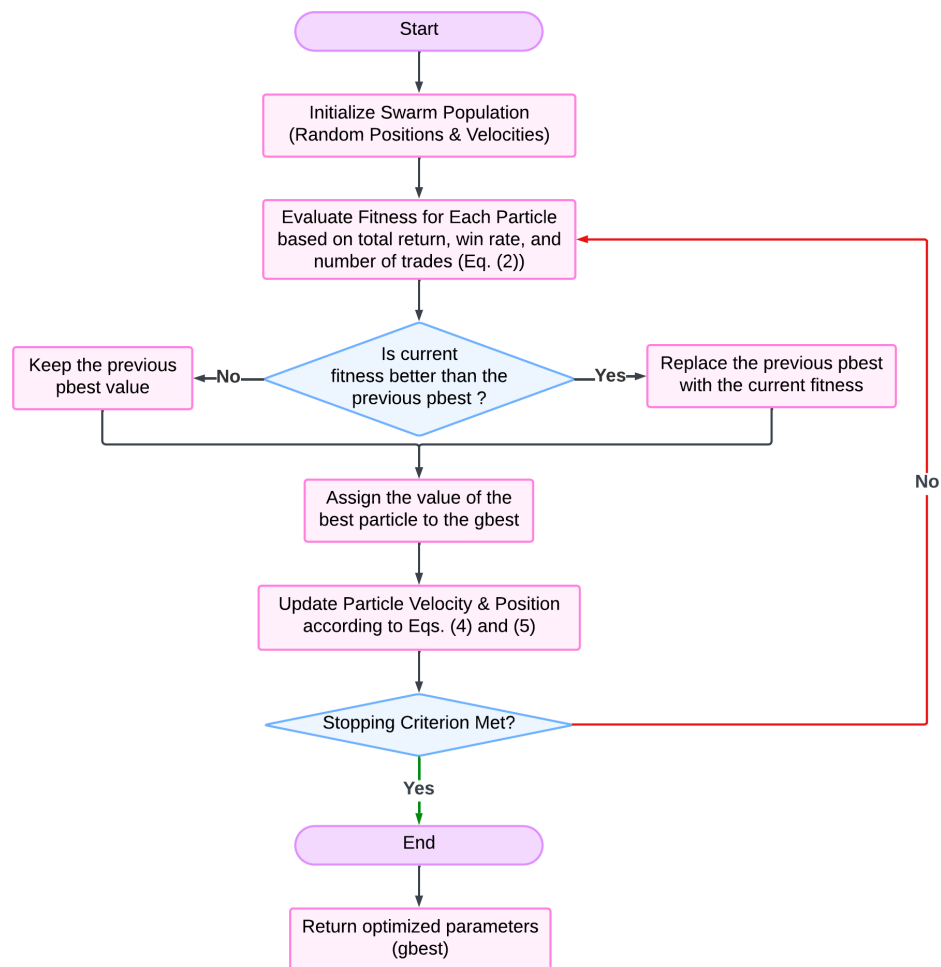 Start
Initialize Swarm Population
(Random Positions & Velocities)
Evaluate Fitness for Each Particle
based on total return, win rate, and
number of trades (Eq. (2))
Is current
fitness better than the
previous pbest ?
No
Keep the previous
pbest value
Yes
Replace the previous pbest
with the current fitness
Assign the value of the
best particle to the gbest
Update Particle Velocity & Position
according to Eqs. (4) and (5)
Stopping Criterion Met?
No
Yes
End
Return optimized parameters
(gbest)